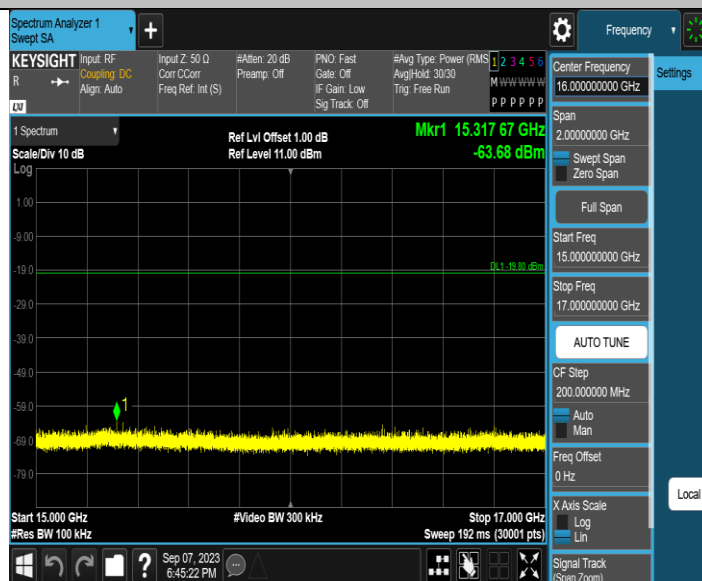 Spectrum Analyzer 1
Swept SA
+
Frequency
KEYSIGHT
R
LXI
Input: RF
Coupling: DC
Align: Auto
Input Z: 50 Ω
Corr CCorr
Freq Ref: Int (S)
#Atten: 20 dB
Preamp: Off
PNO: Fast
Gate: Off
IF Gain: Low
Sig Track: Off
#Avg Type: Power (RMS
Avg|Hold: 30/30
Trig: Free Run
1 2 3 4 5 6
M W W W W W
P P P P P P
1 Spectrum
Scale/Div 10 dB
Log
Ref Lvl Offset 1.00 dB
Ref Level 11.00 dBm
Mkr1 15.317 67 GHz
-63.68 dBm
1.00
-9.00
-19.0
-29.0
-39.0
-49.0
-59.0
-69.0
-79.0
DL1 -19.80 dBm
1
Start 15.000 GHz
#Res BW 100 kHz
#Video BW 300 kHz
Stop 17.000 GHz
Sweep 192 ms (30001 pts)
?
Sep 07, 2023
6:45:22 PM
Center Frequency
16.000000000 GHz
Span
2.00000000 GHz
Swept Span
Zero Span
Full Span
Start Freq
15.000000000 GHz
Stop Freq
17.000000000 GHz
AUTO TUNE
CF Step
200.000000 MHz
Auto
Man
Freq Offset
0 Hz
X Axis Scale
Log
Lin
Signal Track
(Span Zoom)
Settings
Local